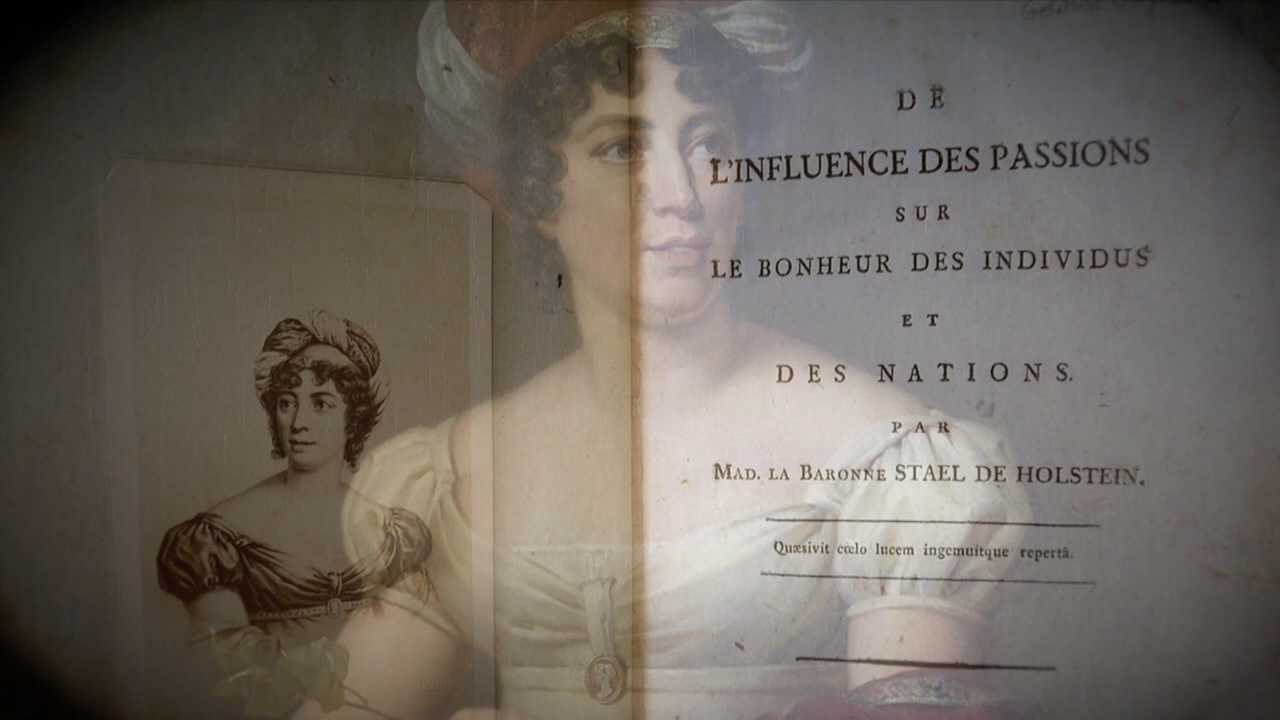 DE
L'INFLUENCE DES PASSIONS
SUR
LE BONHEUR DES INDIVIDUS
ET
DES NATIONS.
PAR
MAD. LA BARONNE STAEL DE HOLSTEIN.
Quæsivit cœlo lucem ingemuitque repertâ.